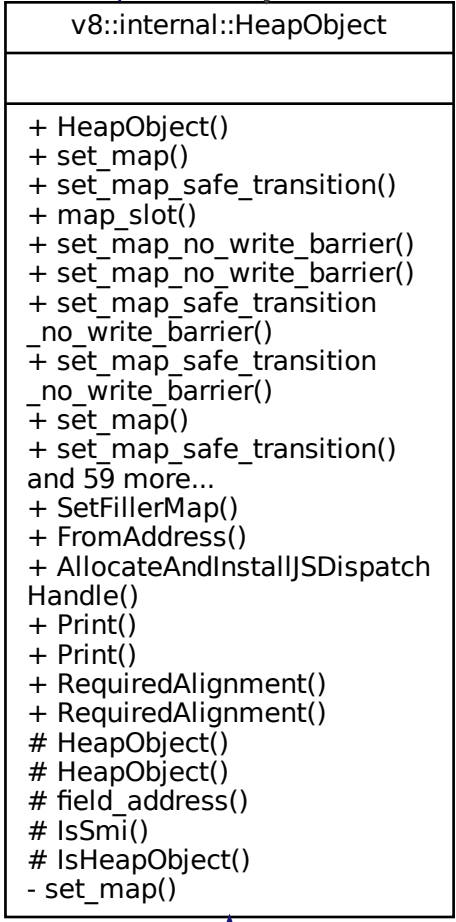 v8::internal::HeapObject
+ HeapObject()
+ set_map()
+ set_map_safe_transition()
+ map_slot()
+ set_map_no_write_barrier()
+ set_map_no_write_barrier()
+ set_map_safe_transition
_no_write_barrier()
+ set_map_safe_transition
_no_write_barrier()
+ set_map()
+ set_map_safe_transition()
and 59 more...
+ SetFillerMap()
+ FromAddress()
+ AllocateAndInstallJSDispatch
Handle()
+ Print()
+ Print()
+ RequiredAlignment()
+ RequiredAlignment()
# HeapObject()
# HeapObject()
# field_address()
# IsSmi()
# IsHeapObject()
- set_map()